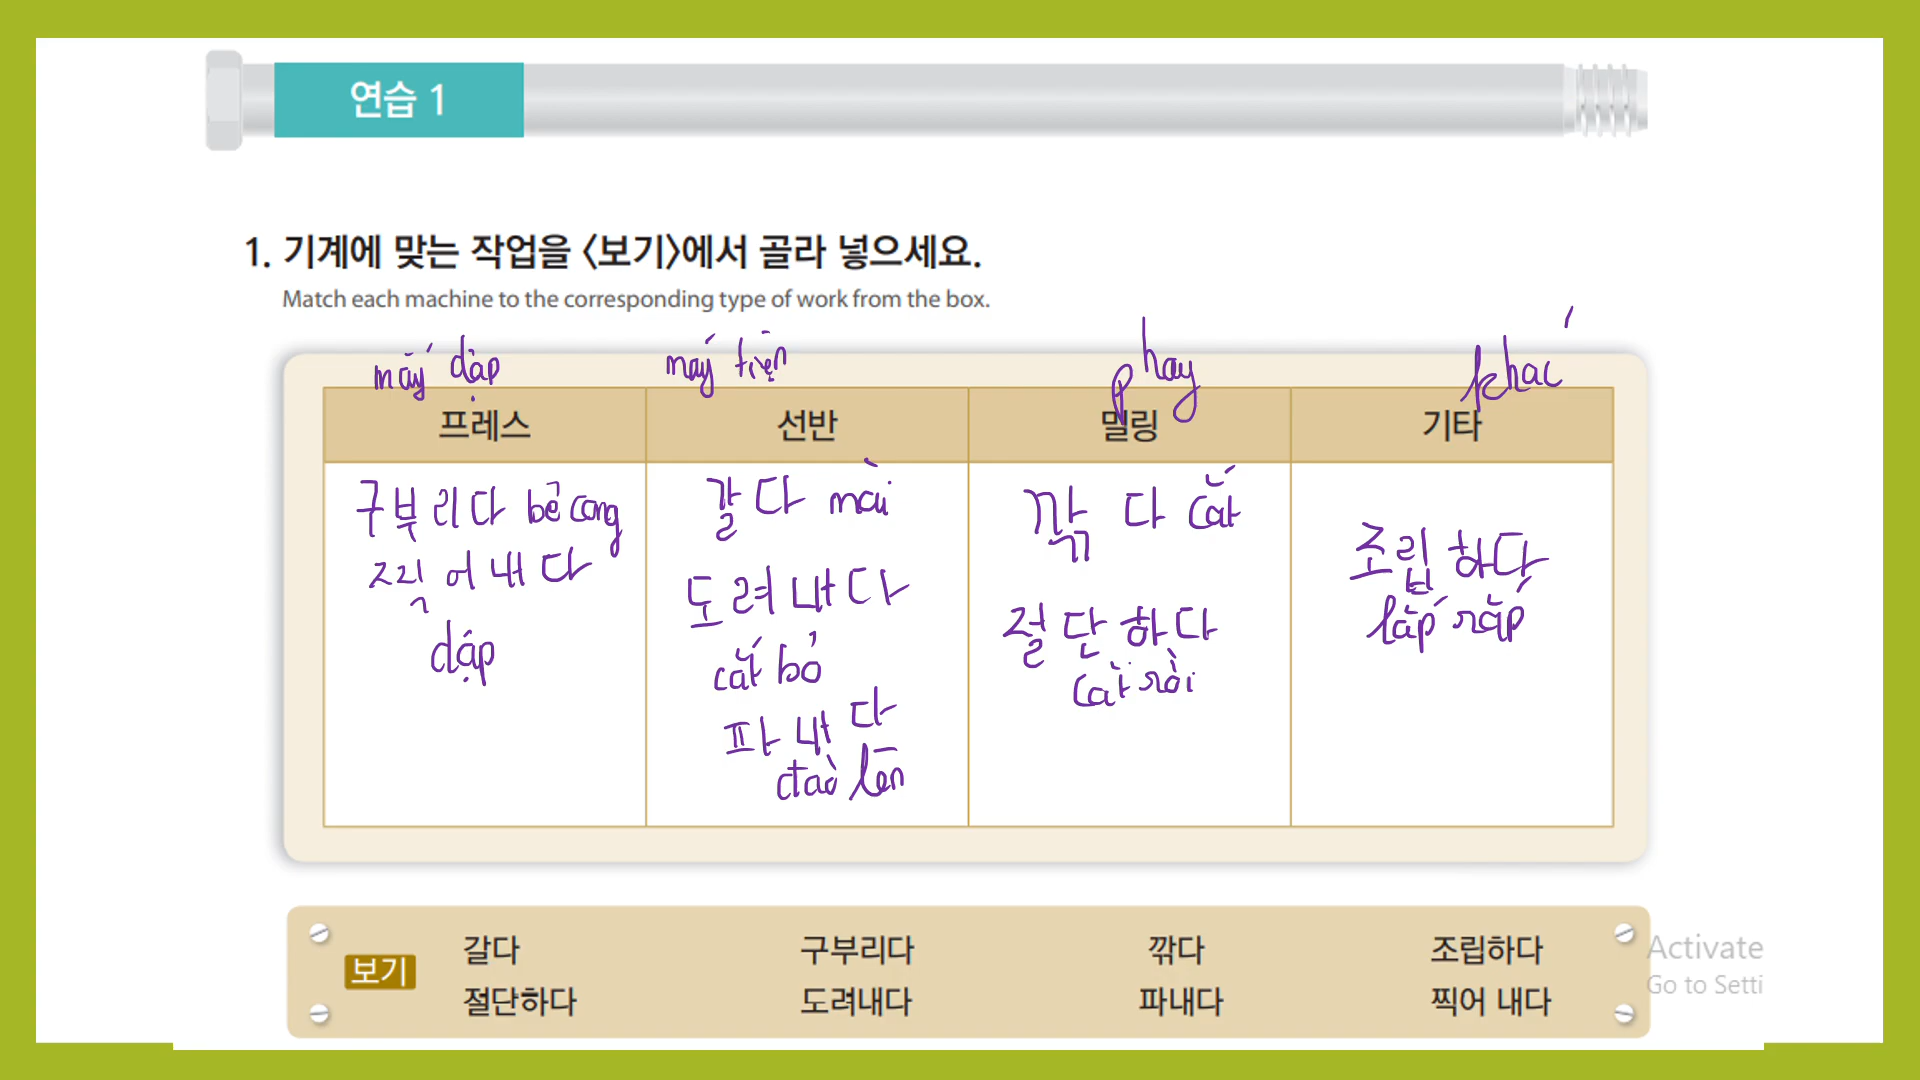 연습 1
1. 기계에 맞는 작업을 〈보기〉에서 골라 넣으세요.
Match each machine to the corresponding type of work from the box.
máy dập
máy tiện
phay
khác
프레스
선반
밀링
기타
구부리다 bẻ cong
찍어내다
dập
갈다 mài
도려내다
cắt bỏ
파내다
đào lên
깎다 cắt
절단하다
cắt rời
조립하다
lắp ráp
보기
갈다 구부리다 깎다 조립하다
절단하다 도려내다 파내다 찍어 내다
Activate
Go to Setti